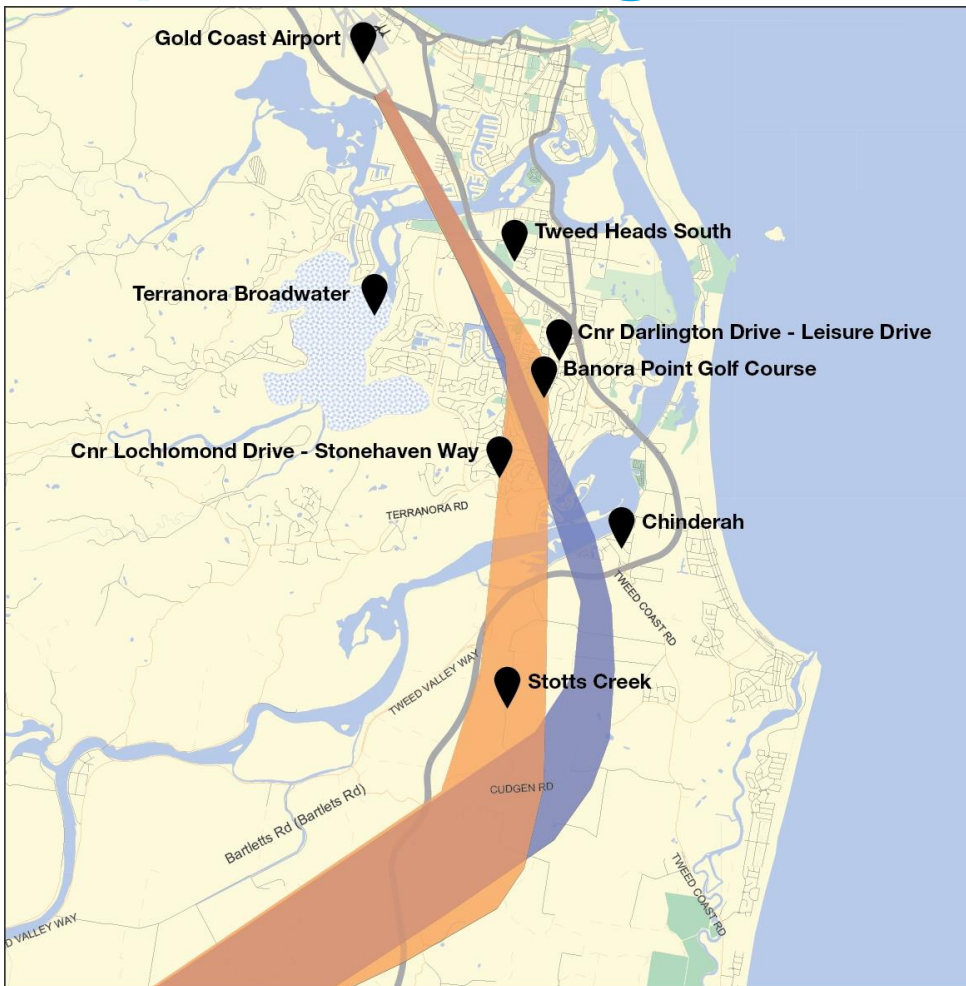 Gold Coast Airport
Tweed Heads South
Terranora Broadwater
Cnr Darlington Drive - Leisure Drive
Banora Point Golf Course
Cnr Lochlomond Drive - Stonehaven Way
TERRANORA RD
Chinderah
TWEED COAST RD
TWEED VALLEY WAY
Stotts Creek
CUDGEN RD
Bartletts Rd (Bartlets Rd)
TWEED COAST RD
D VALLEY WAY